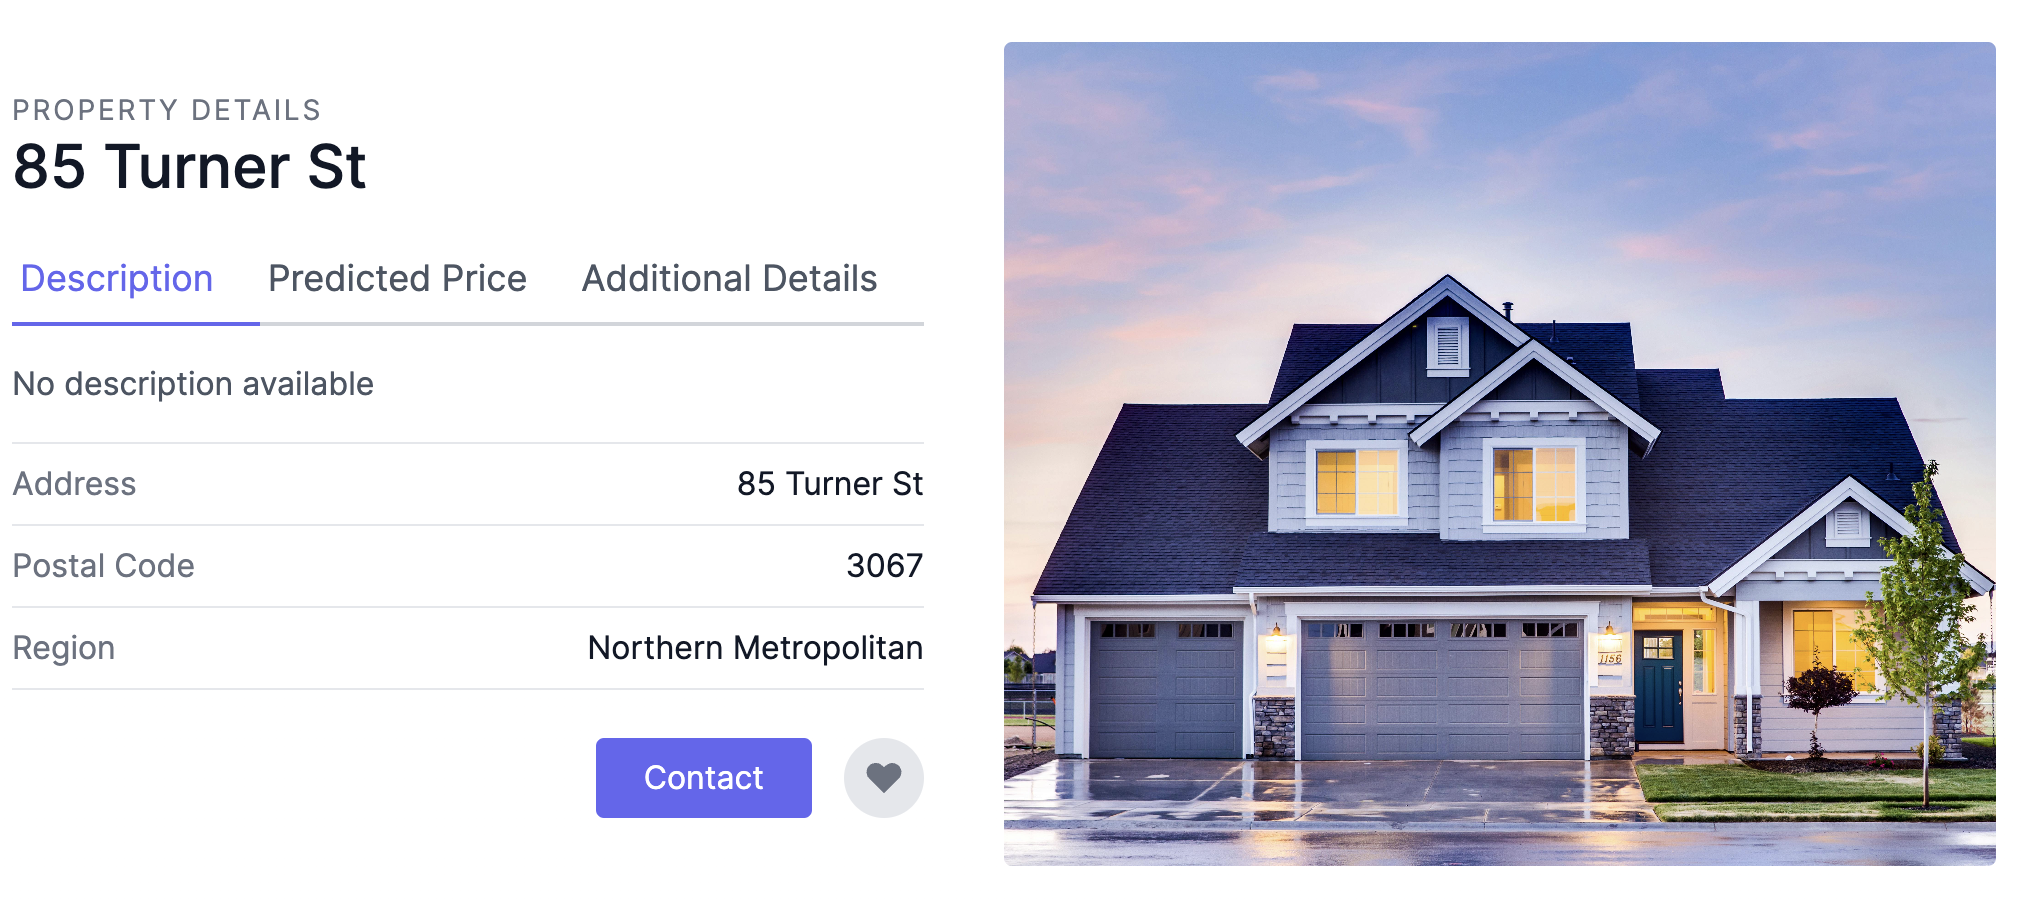 PROPERTY DETAILS
85 Turner St
Description Predicted Price Additional Details
No description available
Address 85 Turner St
Postal Code 3067
Region Northern Metropolitan
Contact
1156